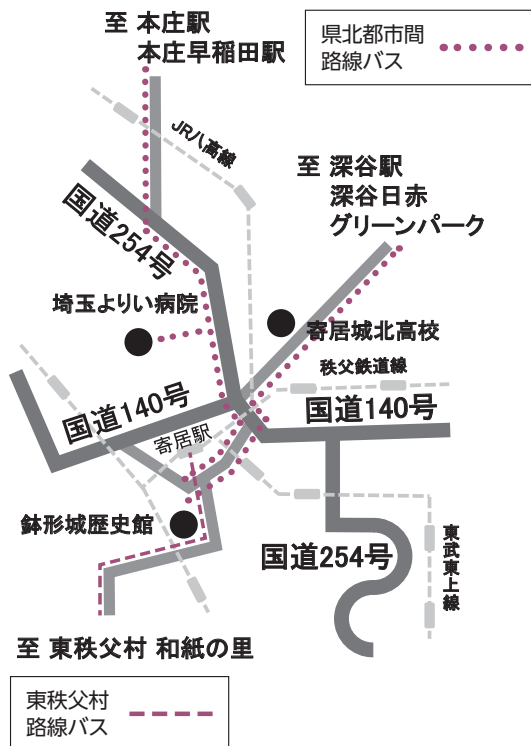 至 本庄駅
本庄早稲田駅
県北都市間
路線バス
JR八高線
至 深谷駅
深谷日赤
グリーンパーク
国道254号
埼玉よりい病院
寄居城北高校
秩父鉄道線
国道140号
国道140号
寄居駅
鉢形城歴史館
国道254号
東武東上線
至 東秩父村 和紙の里
東秩父村
路線バス